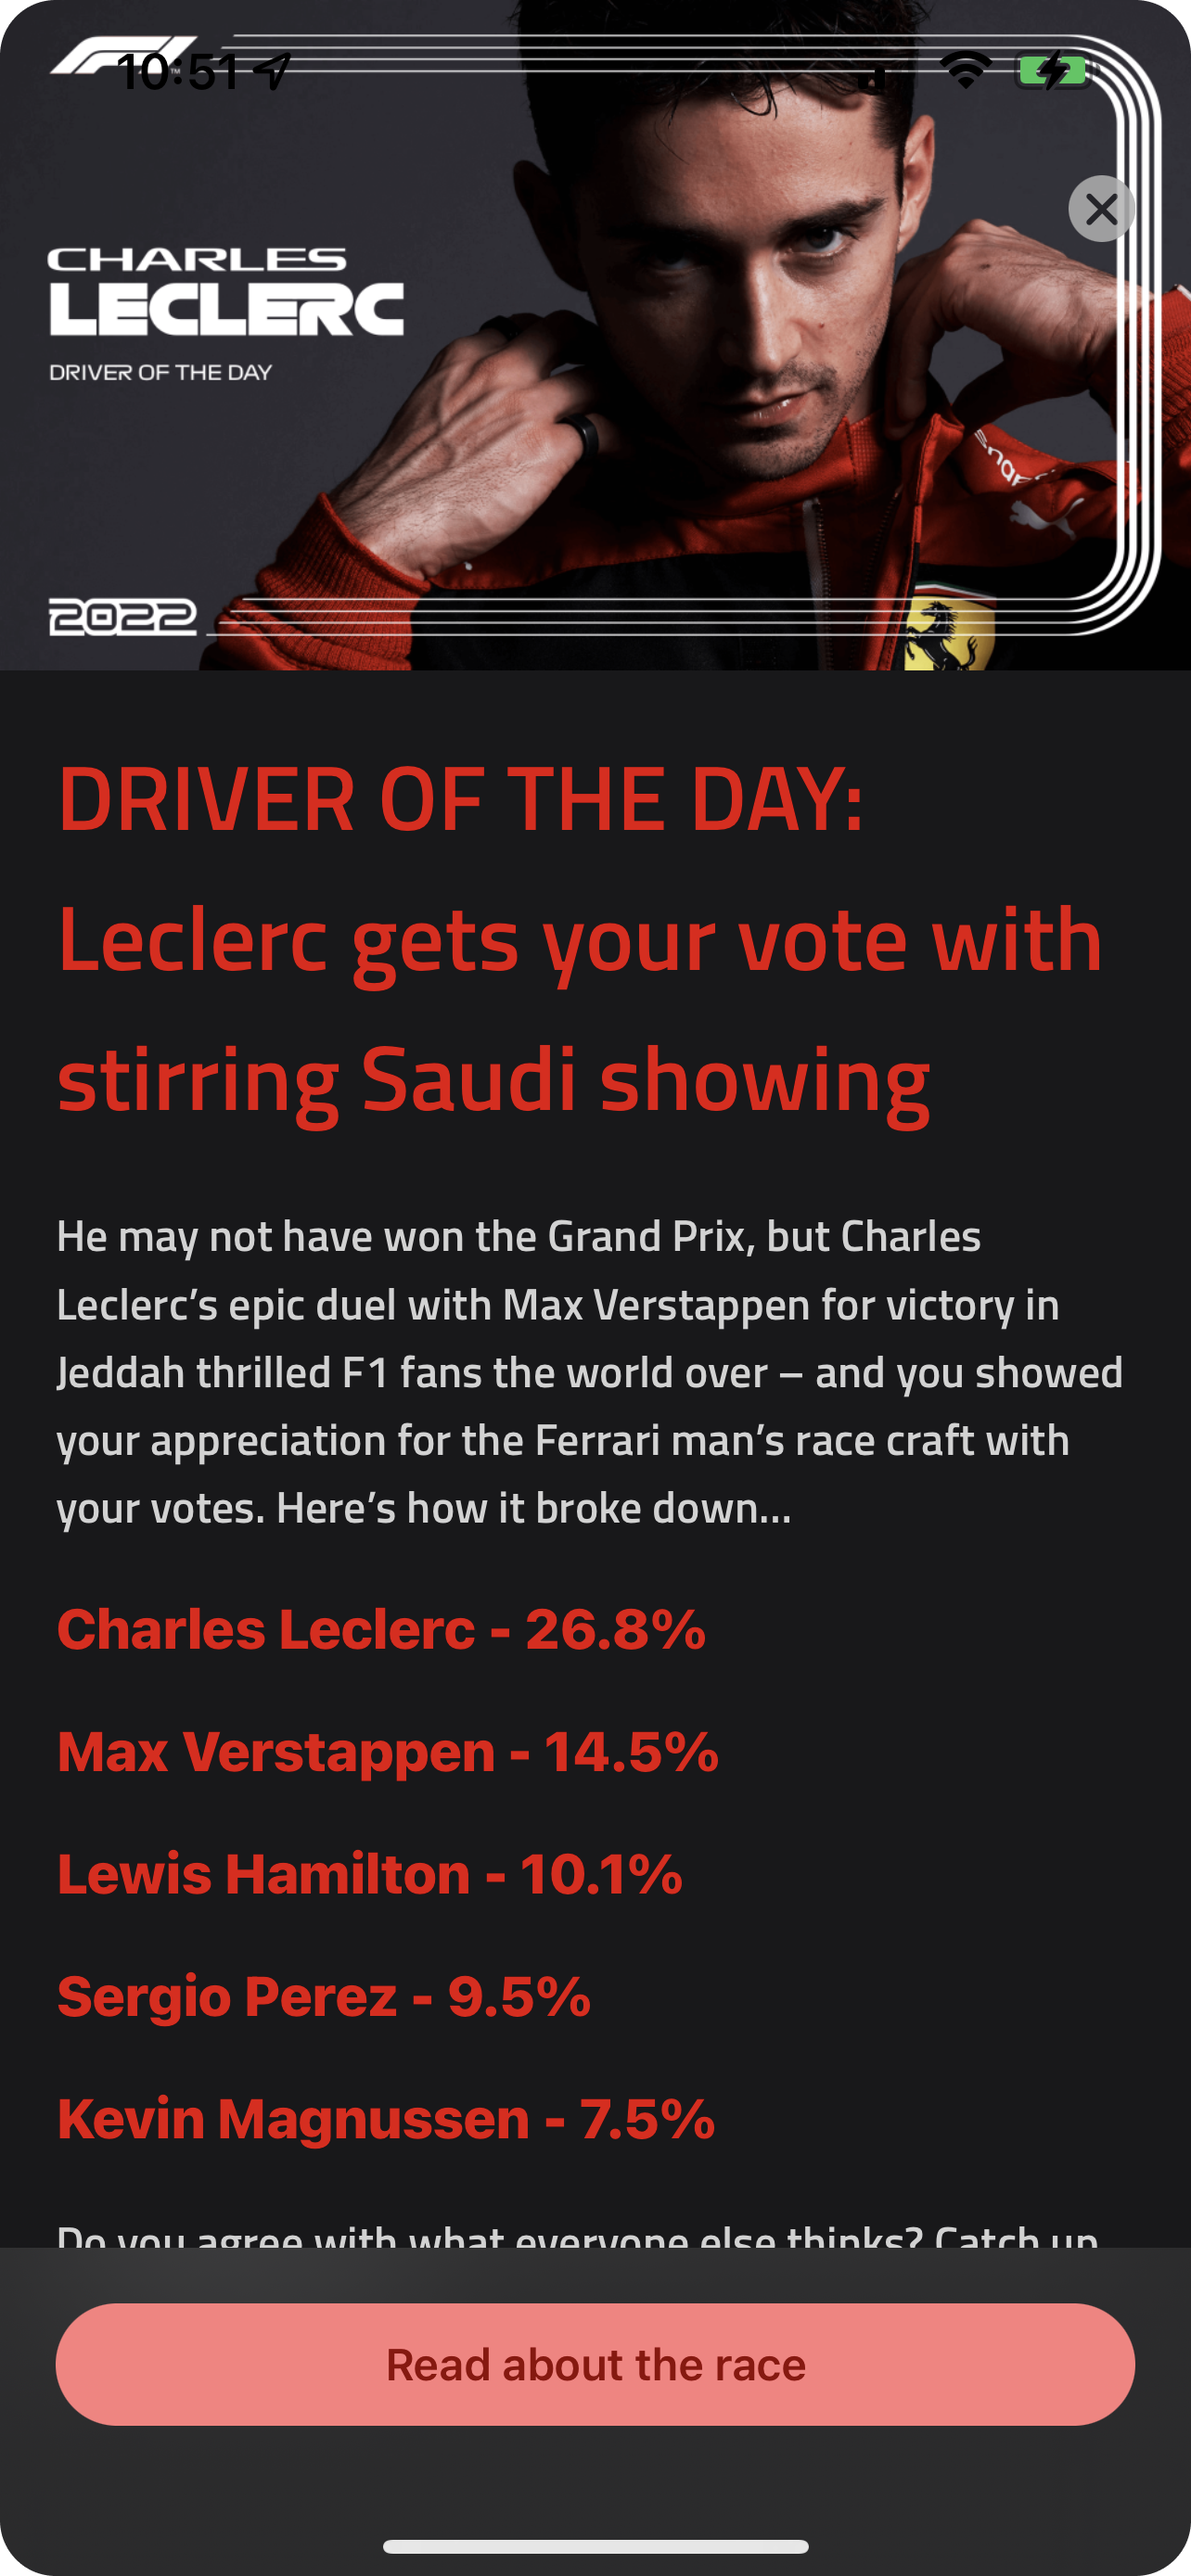 10:51
CHARLES
LECLERC
DRIVER OF THE DAY
2022
DRIVER OF THE DAY:
Leclerc gets your vote with
stirring Saudi showing
He may not have won the Grand Prix, but Charles
Leclerc’s epic duel with Max Verstappen for victory in
Jeddah thrilled F1 fans the world over – and you showed
your appreciation for the Ferrari man’s race craft with
your votes. Here’s how it broke down…
Charles Leclerc - 26.8%
Max Verstappen - 14.5%
Lewis Hamilton - 10.1%
Sergio Perez - 9.5%
Kevin Magnussen - 7.5%
Do you agree with what everyone else thinks? Catch up
Read about the race